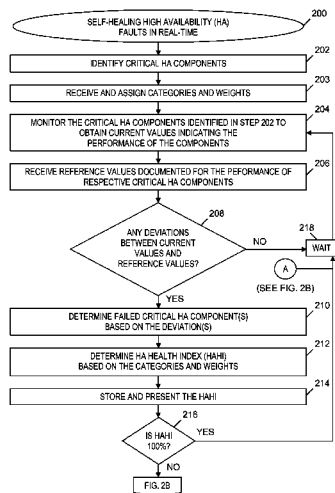 SELF-HEALING HIGH AVAILABILITY (HA)
FAULTS IN REAL-TIME
200
202
IDENTIFY CRITICAL HA COMPONENTS
203
RECEIVE AND ASSIGN CATEGORIES AND WEIGHTS
204
MONITOR THE CRITICAL HA COMPONENTS IDENTIFIED IN STEP 202 TO
OBTAIN CURRENT VALUES INDICATING THE
PERFORMANCE OF THE COMPONENTS
206
RECEIVE REFERENCE VALUES DOCUMENTED FOR THE PEFORMANCE OF
RESPECTIVE CRITICAL HA COMPONENTS
208
ANY DEVIATIONS
BETWEEN CURRENT
VALUES AND
REFERENCE VALUES?
NO
218
WAIT
A
(SEE FIG. 2B)
YES
210
DETERMINE FAILED CRITICAL HA COMPONENT(S)
BASED ON THE DEVIATION(S)
212
DETERMINE HA HEALTH INDEX (HAHI)
BASED ON THE CATEGORIES AND WEIGHTS
214
STORE AND PRESENT THE HAHI
216
IS HAHI
100%?
YES
NO
FIG. 2B